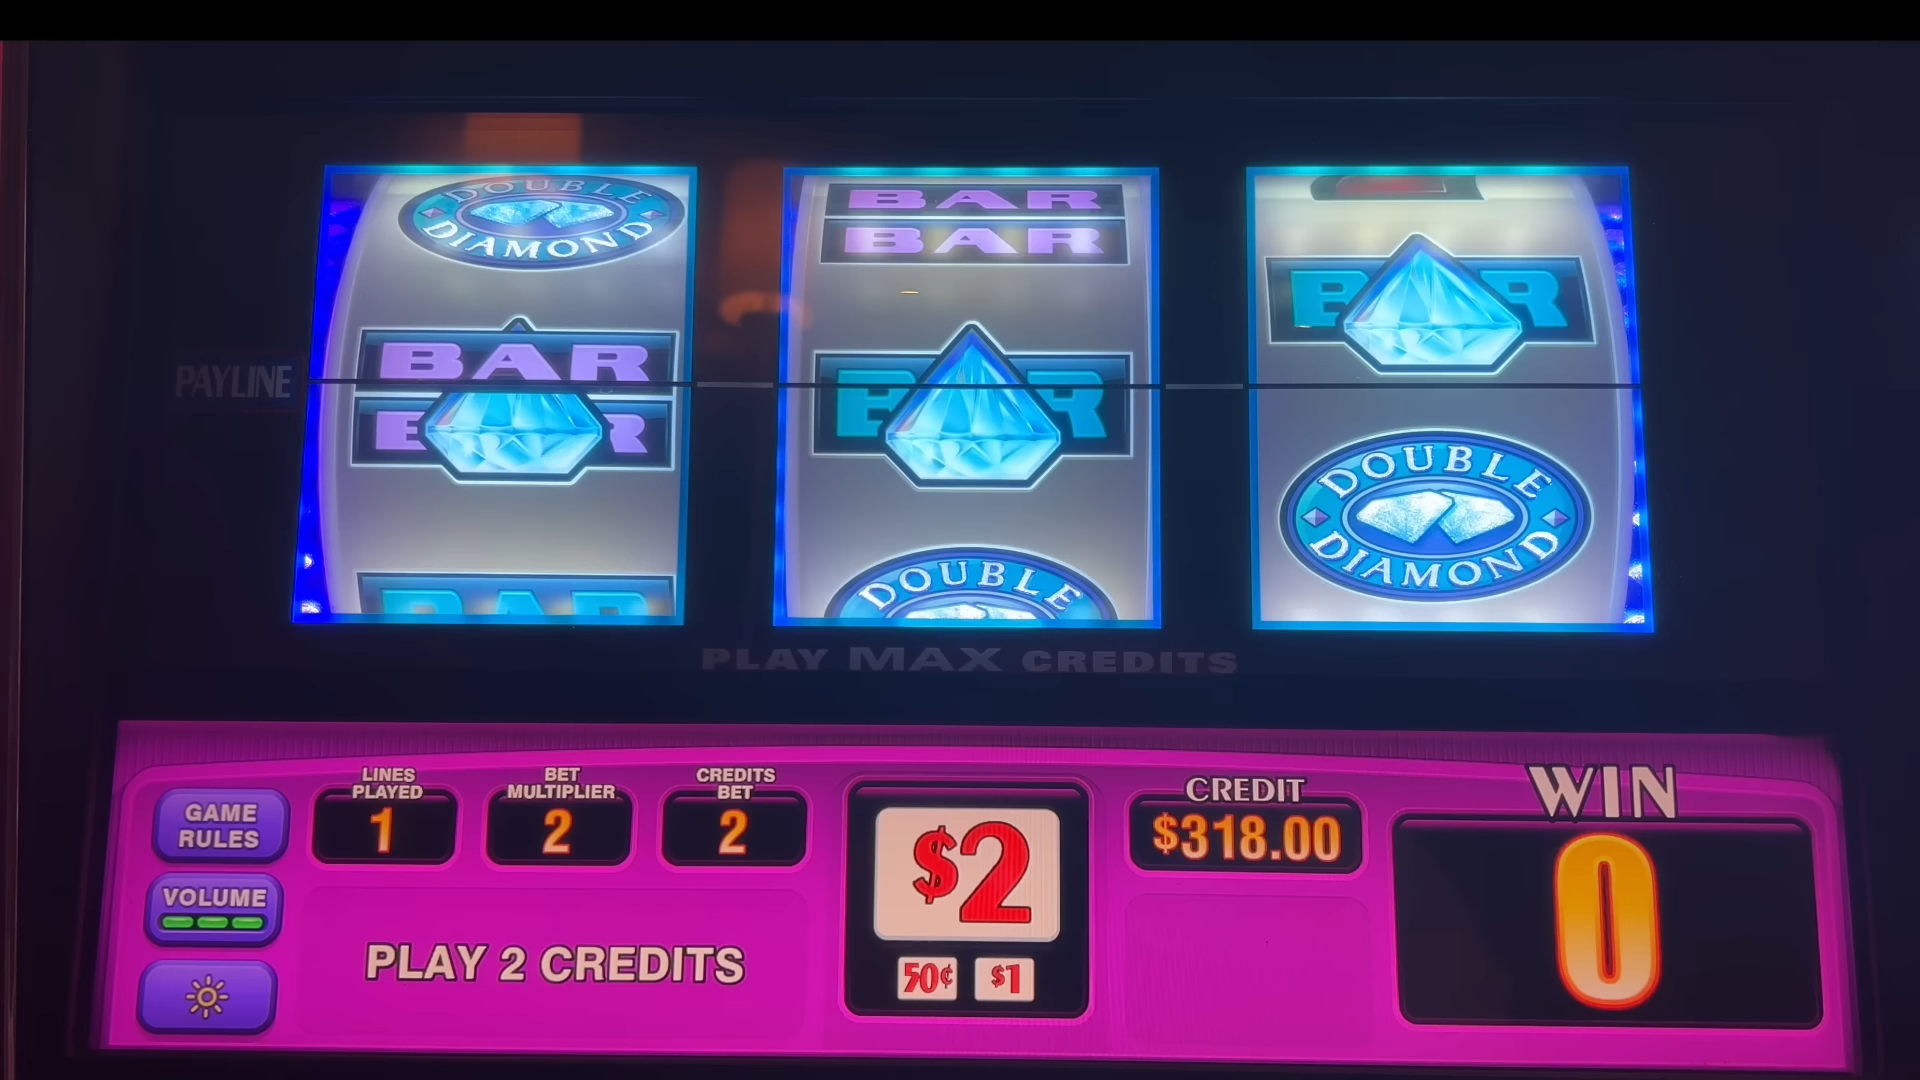 DOUBLE
DIAMOND
BAR
BAR
BAR
PAYLINE
DOUBLE
DIAMOND
BAR
DOUBLE
PLAY MAX CREDITS
GAME
RULES
LINES
PLAYED
1
BET
MULTIPLIER
2
CREDITS
BET
2
$2
50¢
$1
CREDIT
$318.00
WIN
0
VOLUME
PLAY 2 CREDITS